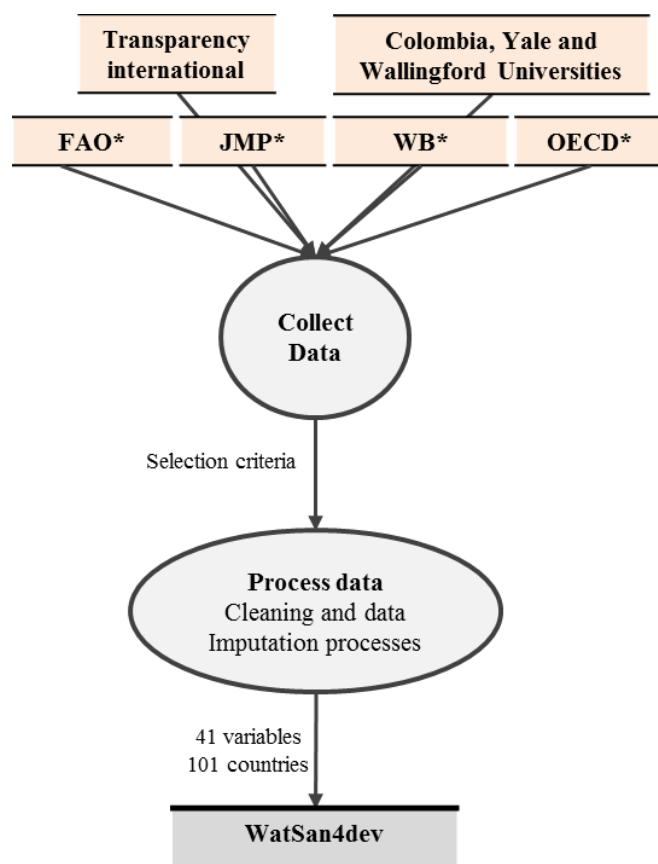 Transparency
international
Colombia, Yale and
Wallingford Universities
FAO*
JMP*
WB*
OECD*
Collect
Data
Selection criteria
Process data
Cleaning and data
Imputation processes
41 variables
101 countries
WatSan4dev